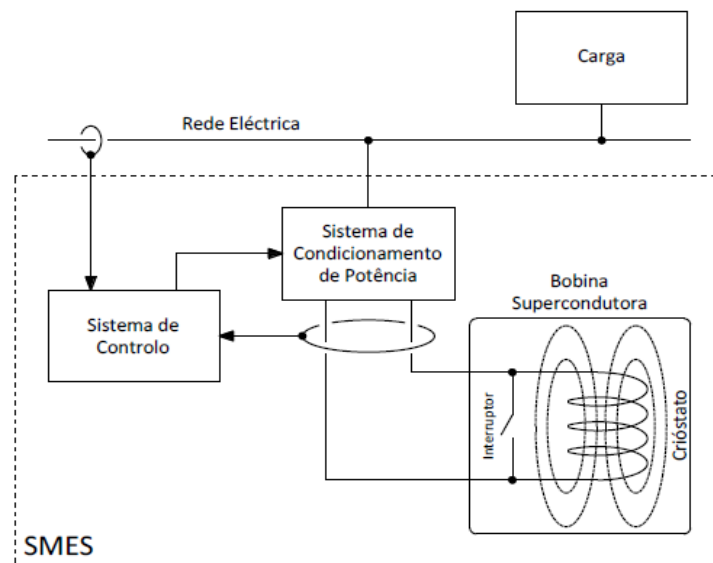 Carga
Rede Eléctrica
Sistema de
Condicionamento
de Potência
Bobina
Supercondutora
Sistema de
Controlo
Interruptor
Crióstato
SMES